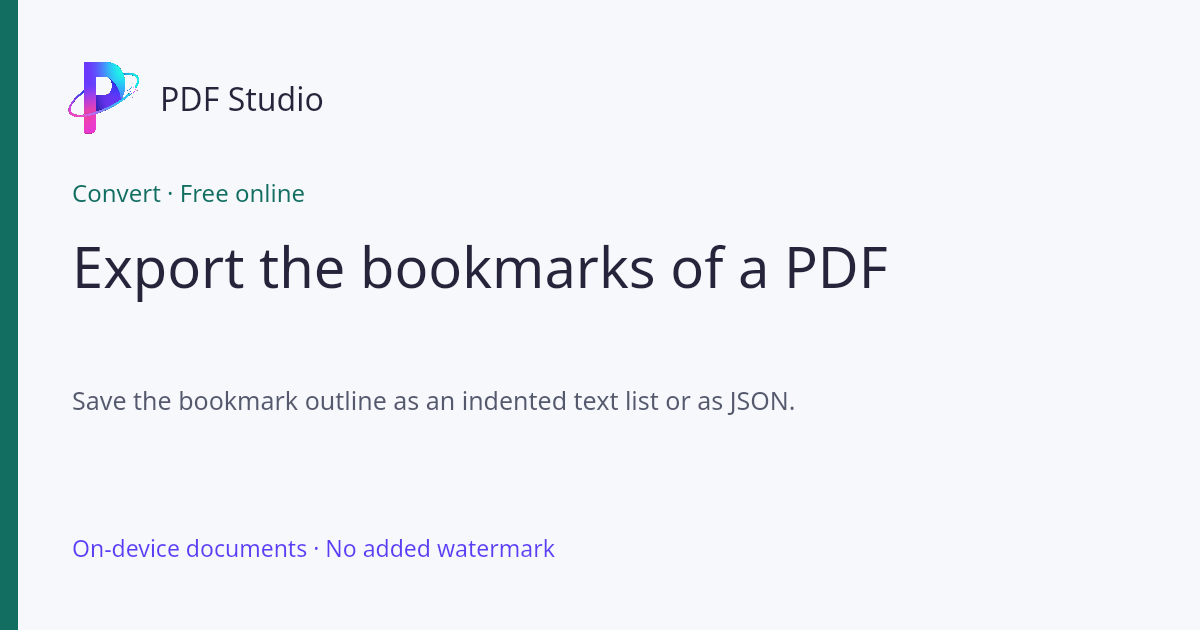 PDF Studio
Convert · Free online
Export the bookmarks of a PDF
Save the bookmark outline as an indented text list or as JSON.
On-device documents · No added watermark